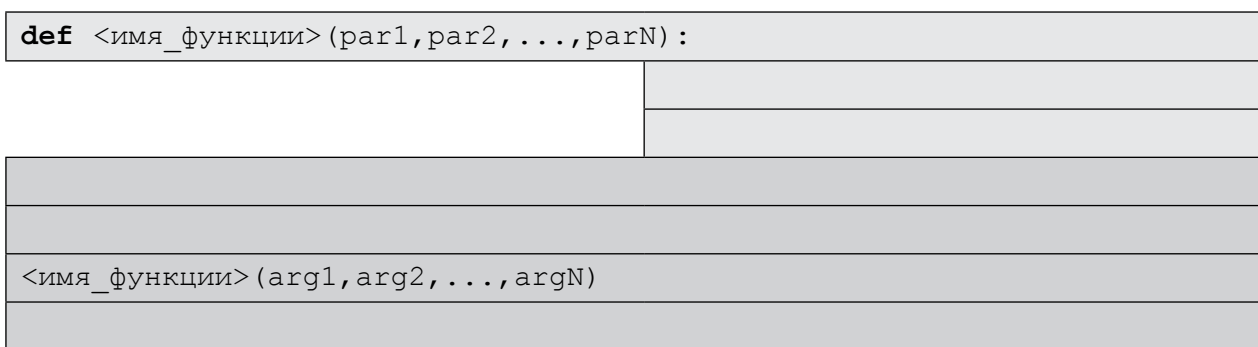 def <имя_функции>(par1,par2,...,parN):
<имя_функции>(arg1,arg2,...,argN)